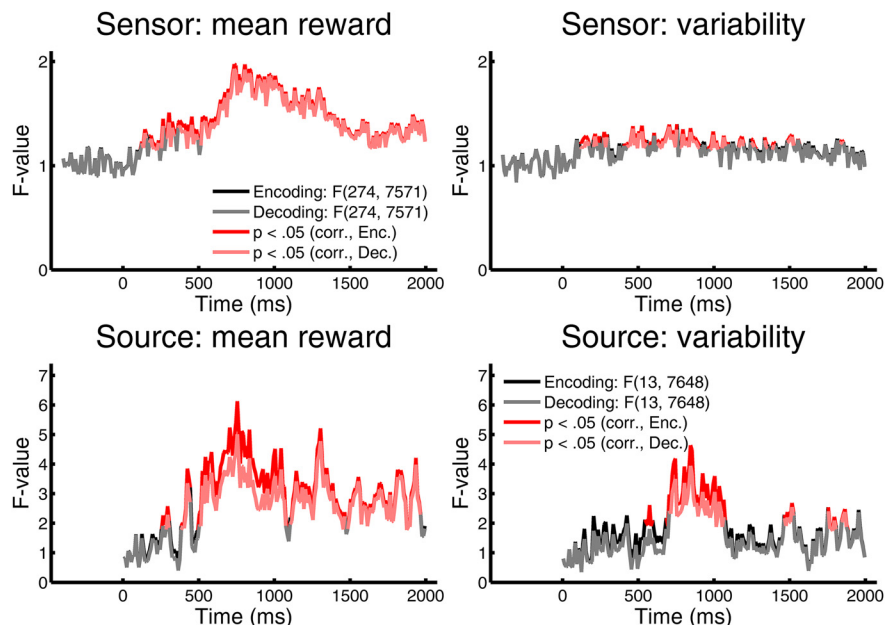 Sensor: mean reward
2
1
0
F-value
Encoding: F(274, 7571)
Decoding: F(274, 7571)
p < .05 (corr., Enc.)
p < .05 (corr., Dec.)
0 500 1000 1500 2000
Time (ms)
Sensor: variability
2
1
0
F-value
0 500 1000 1500 2000
Time (ms)
Source: mean reward
7
6
5
4
3
2
1
0
F-value
0 500 1000 1500 2000
Time (ms)
Source: variability
7
6
5
4
3
2
1
0
F-value
Encoding: F(13, 7648)
Decoding: F(13, 7648)
p < .05 (corr., Enc.)
p < .05 (corr., Dec.)
0 500 1000 1500 2000
Time (ms)